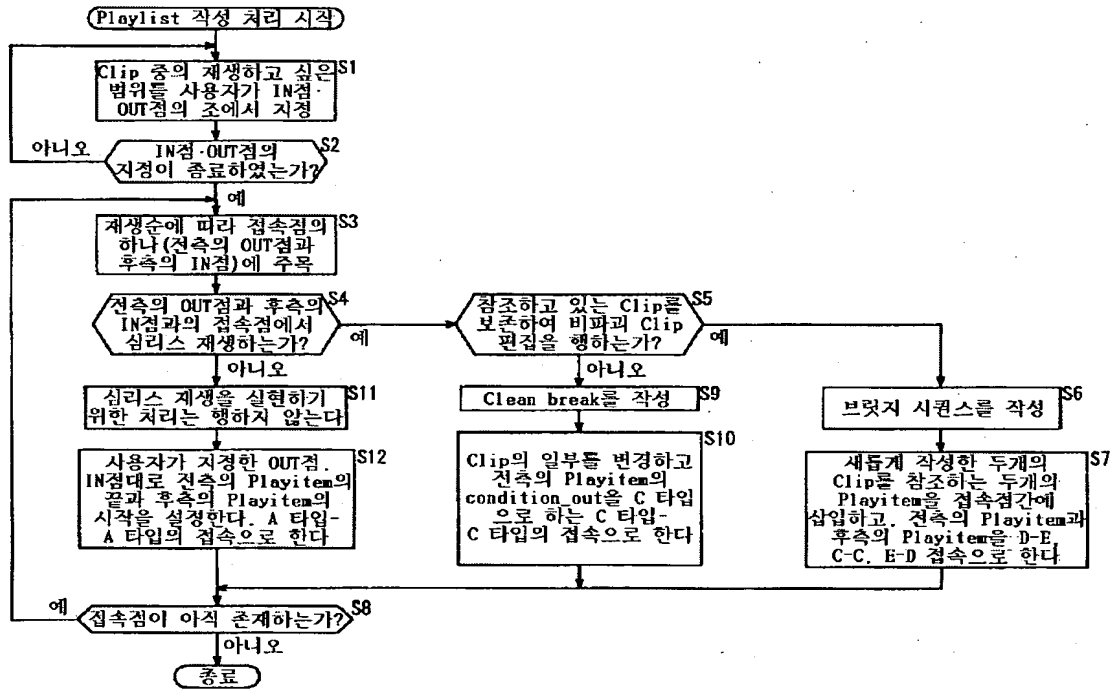 Playlist 작성 처리 시작
S1
Clip 중의 재생하고 싶은
범위를 사용자가 IN점·
OUT점의 조에서 지정
S2
아니오
IN점·OUT점의
지정이 종료하였는가?
예
S3
재생순에 따라 접속점의
하나(전측의 OUT점과
후측의 IN점)에 주목
S4
전측의 OUT점과 후측의
IN점과의 접속점에서
심리스 재생하는가?
예
아니오
S5
참조하고 있는 Clip를
보존하여 비파괴 Clip
편집을 행하는가?
예
아니오
S11
심리스 재생을 실현하기
위한 처리는 행하지 않는다
S9
Clean break를 작성
S6
브릿지 시퀀스를 작성
S12
사용자가 지정한 OUT점.
IN점대로 전측의 Playitem의
끝과 후측의 Playitem의
시작을 설정한다. A 타입-
A 타입의 접속으로 한다
S10
Clip의 일부를 변경하고
전측의 Playitem의
condition_out을 C 타입
으로 하는 C 타입-
C 타입의 접속으로 한다
S7
새롭게 작성한 두개의
Clip를 참조하는 두개의
Playitem을 접속점간에
삽입하고. 전측의 Playitem과
후측의 Playitem을 D-E,
C-C, E-D 접속으로 한다
예
S8
접속점이 아직 존재하는가?
아니오
종료